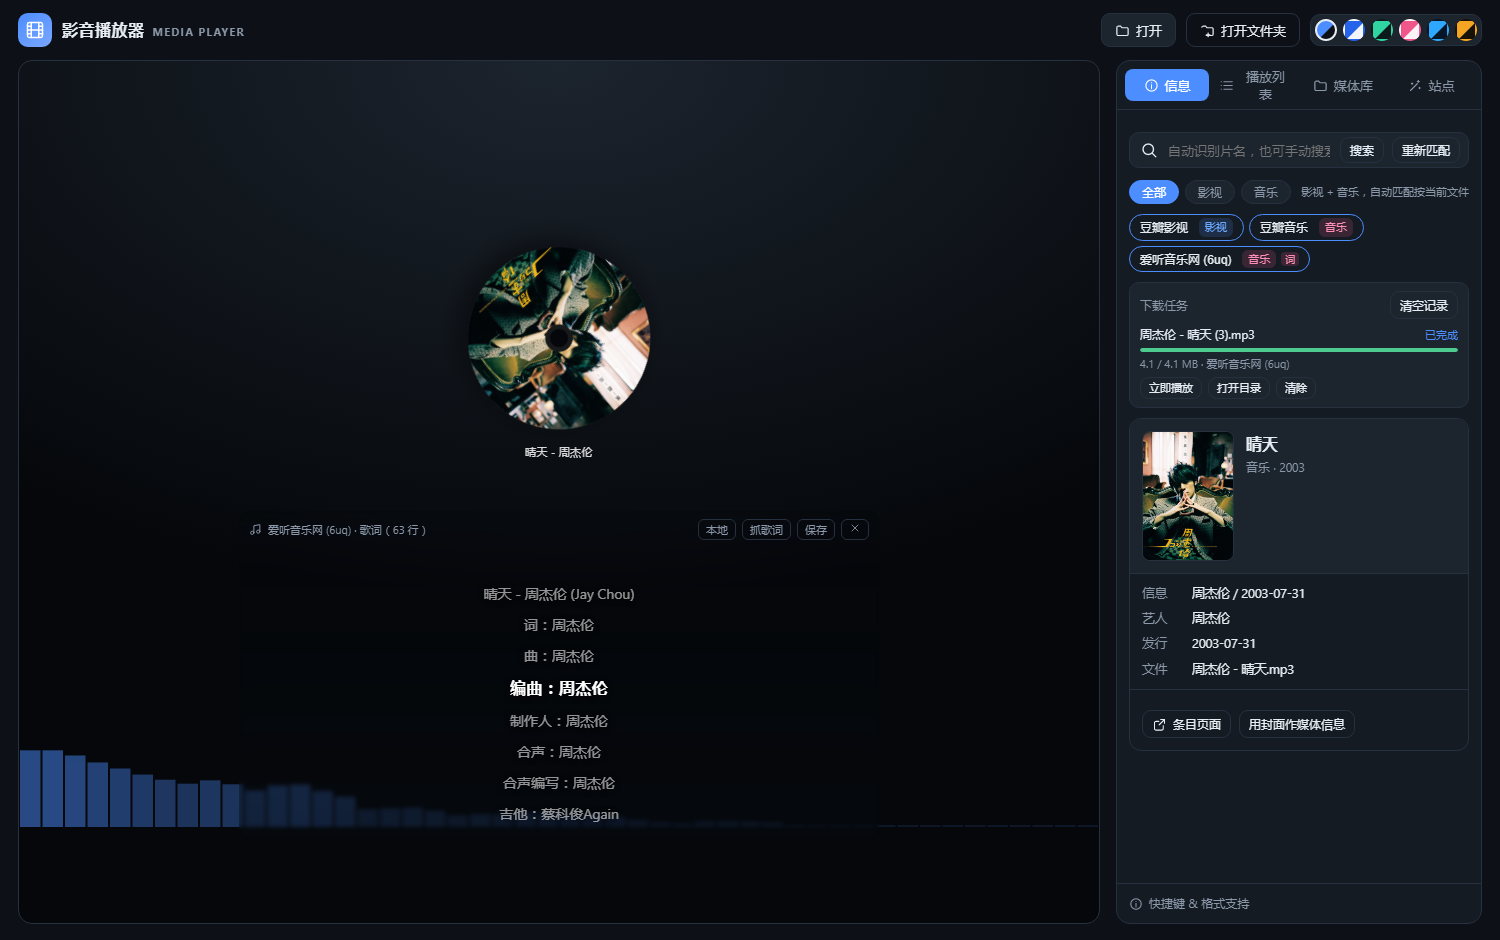 影音播放器 MEDIA PLAYER
打开
打开文件夹
信息
播放列表
媒体库
站点
自动识别片名，也可手动搜索
搜索
重新匹配
全部
影视
音乐
影视 + 音乐，自动匹配按当前文件
豆瓣影视 影视
豆瓣音乐 音乐
爱听音乐网 (6uq) 音乐 词
下载任务
清空记录
周杰伦 - 晴天 (3).mp3
已完成
4.1 / 4.1 MB · 爱听音乐网 (6uq)
立即播放
打开目录
清除
晴天
音乐 · 2003
信息 周杰伦 / 2003-07-31
艺人 周杰伦
发行 2003-07-31
文件 周杰伦 - 晴天.mp3
条目页面
用封面作媒体信息
快捷键 & 格式支持
晴天 - 周杰伦
爱听音乐网 (6uq) · 歌词（63 行）
本地
抓歌词
保存
晴天 - 周杰伦 (Jay Chou)
词：周杰伦
曲：周杰伦
编曲：周杰伦
制作人：周杰伦
合声：周杰伦
合声编写：周杰伦
吉他：蔡科俊Again